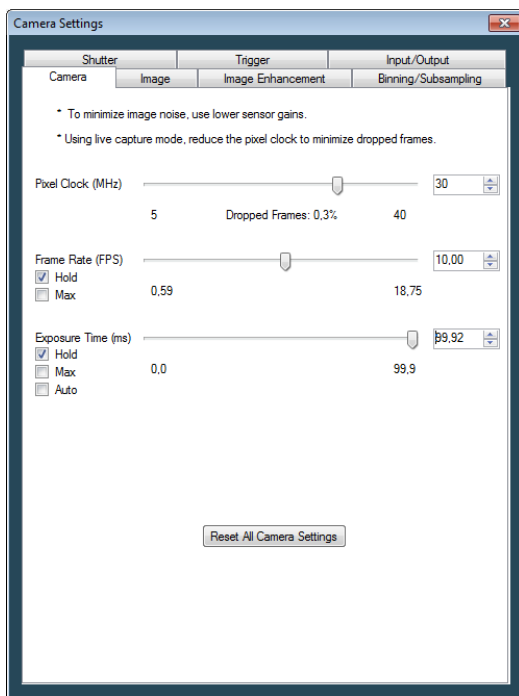 Camera Settings
Shutter Trigger Input/Output
Camera Image Image Enhancement Binning/Subsampling
* To minimize image noise, use lower sensor gains.
* Using live capture mode, reduce the pixel clock to minimize dropped frames.
Pixel Clock (MHz) 30
5 Dropped Frames: 0,3% 40
Frame Rate (FPS) 10,00
Hold
Max 0,59 18,75
Exposure Time (ms) 99,92
Hold
Max 0,0 99,9
Auto
Reset All Camera Settings